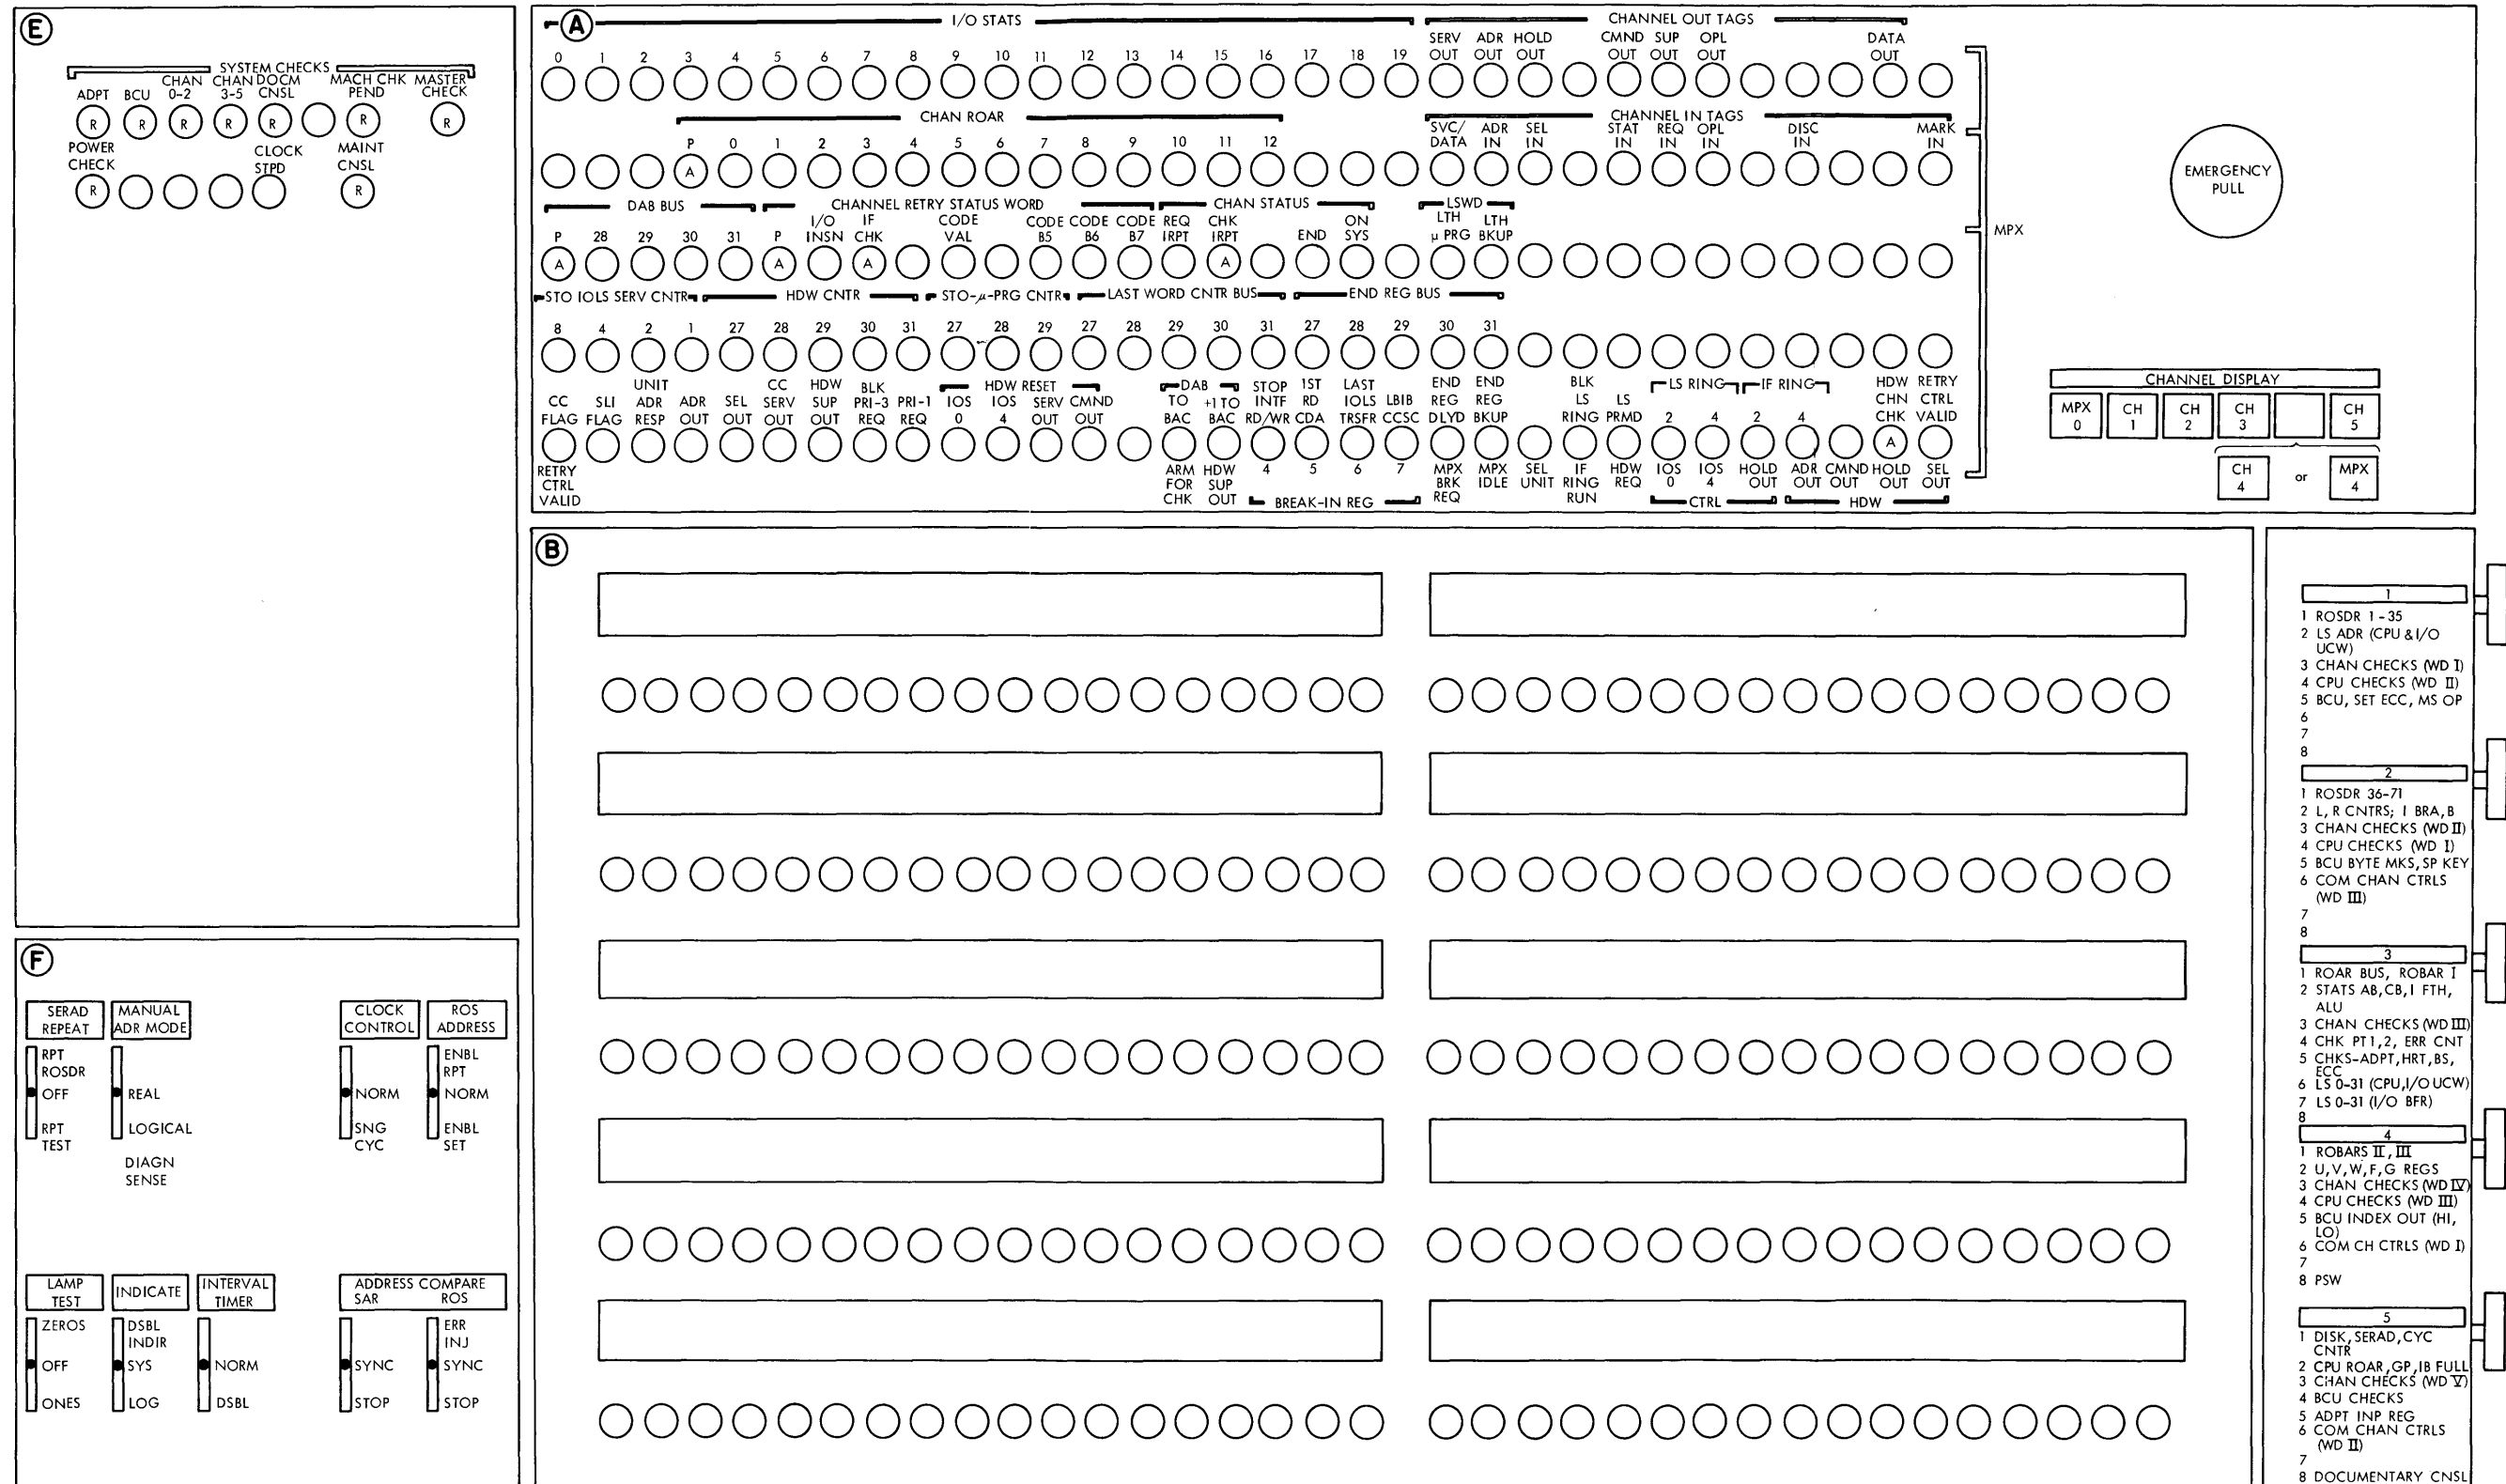 E
SYSTEM CHECKS
ADPT BCU CHAN 0-2 CHAN 3-5 DOCM CNSL MACH CHK PEND MASTER CHECK
R R R R R R R
POWER CHECK CLOCK STPD MAINT CNSL
R R
A
I/O STATS CHANNEL OUT TAGS
SERV OUT ADR OUT HOLD OUT CMND OUT SUP OUT OPL OUT DATA OUT
0 1 2 3 4 5 6 7 8 9 10 11 12 13 14 15 16 17 18 19
CHAN ROAR CHANNEL IN TAGS
P 0 1 2 3 4 5 6 7 8 9 10 11 12
SVC/DATA ADR IN SEL IN STAT IN REQ IN OPL IN DISC IN MARK IN
A
DAB BUS CHANNEL RETRY STATUS WORD CHAN STATUS LSWD
P 28 29 30 31 P I/O INSN IF CHK CODE VAL CODE B5 CODE B6 CODE B7 REQ IRPT CHK IRPT END ON SYS LTH μ PRG LTH BKUP
A A A A
MPX
STO IOLS SERV CNTR HDW CNTR STO-μ-PRG CNTR LAST WORD CNTR BUS END REG BUS
8 4 2 1 27 28 29 30 31 27 28 29 27 28 29 30 31 27 28 29 30 31
HDW RESET DAB LS RING IF RING
CC FLAG SLI FLAG UNIT ADR RESP ADR OUT SEL OUT CC SERV OUT HDW SUP OUT BLK PRI-3 REQ PRI-1 REQ IOS 0 IOS 4 SERV OUT CMND OUT TO BAC +1 TO BAC STOP INTF RD/WR 1ST RD CDA LAST IOLS TRSFR LBIB CCSC END REG DLYD END REG BKUP BLK LS RING LS PRMD 2 4 2 4 HDW CHN CHK RETRY CTRL VALID
A
RETRY CTRL VALID ARM FOR CHK HDW SUP OUT 4 5 6 7 MPX BRK REQ MPX IDLE SEL UNIT IF RING RUN HDW REQ IOS 0 IOS 4 HOLD OUT ADR OUT CMND OUT HOLD OUT SEL OUT
BREAK-IN REG CTRL HDW
EMERGENCY PULL
CHANNEL DISPLAY
MPX 0 CH 1 CH 2 CH 3 CH 5
CH 4 or MPX 4
B
1
1 ROSDR 1-35
2 LS ADR (CPU & I/O
UCW)
3 CHAN CHECKS (WD I)
4 CPU CHECKS (WD II)
5 BCU, SET ECC, MS OP
6
7
8
2
1 ROSDR 36-71
2 L, R CNTRS; I BRA, B
3 CHAN CHECKS (WD II)
4 CPU CHECKS (WD I)
5 BCU BYTE MKS, SP KEY
6 COM CHAN CTRLS
(WD III)
7
8
3
1 ROAR BUS, ROBAR I
2 STATS AB, CB, I FTH,
ALU
3 CHAN CHECKS (WD III)
4 CHK PT 1,2, ERR CNT
5 CHKS-ADPT, HRT, BS,
ECC
6 LS 0-31 (CPU, I/O UCW)
7 LS 0-31 (I/O BFR)
8
4
1 ROBARS II, III
2 U, V, W, F, G REGS
3 CHAN CHECKS (WD IV)
4 CPU CHECKS (WD III)
5 BCU INDEX OUT (HI,
LO)
6 COM CH CTRLS (WD I)
7
8 PSW
5
1 DISK, SERAD, CYC
CNTR
2 CPU ROAR, GP, IB FULL
3 CHAN CHECKS (WD V)
4 BCU CHECKS
5 ADPT INP REG
6 COM CHAN CTRLS
(WD II)
7
8 DOCUMENTARY CNSL
F
SERAD REPEAT MANUAL ADR MODE CLOCK CONTROL ROS ADDRESS
RPT ROSDR ENBL RPT
OFF REAL NORM NORM
RPT TEST LOGICAL SNG CYC ENBL SET
DIAGN
SENSE
LAMP TEST INDICATE INTERVAL TIMER ADDRESS COMPARE SAR ROS
ZEROS DSBL INDIR ERR INJ
OFF SYS NORM SYNC SYNC
ONES LOG DSBL STOP STOP